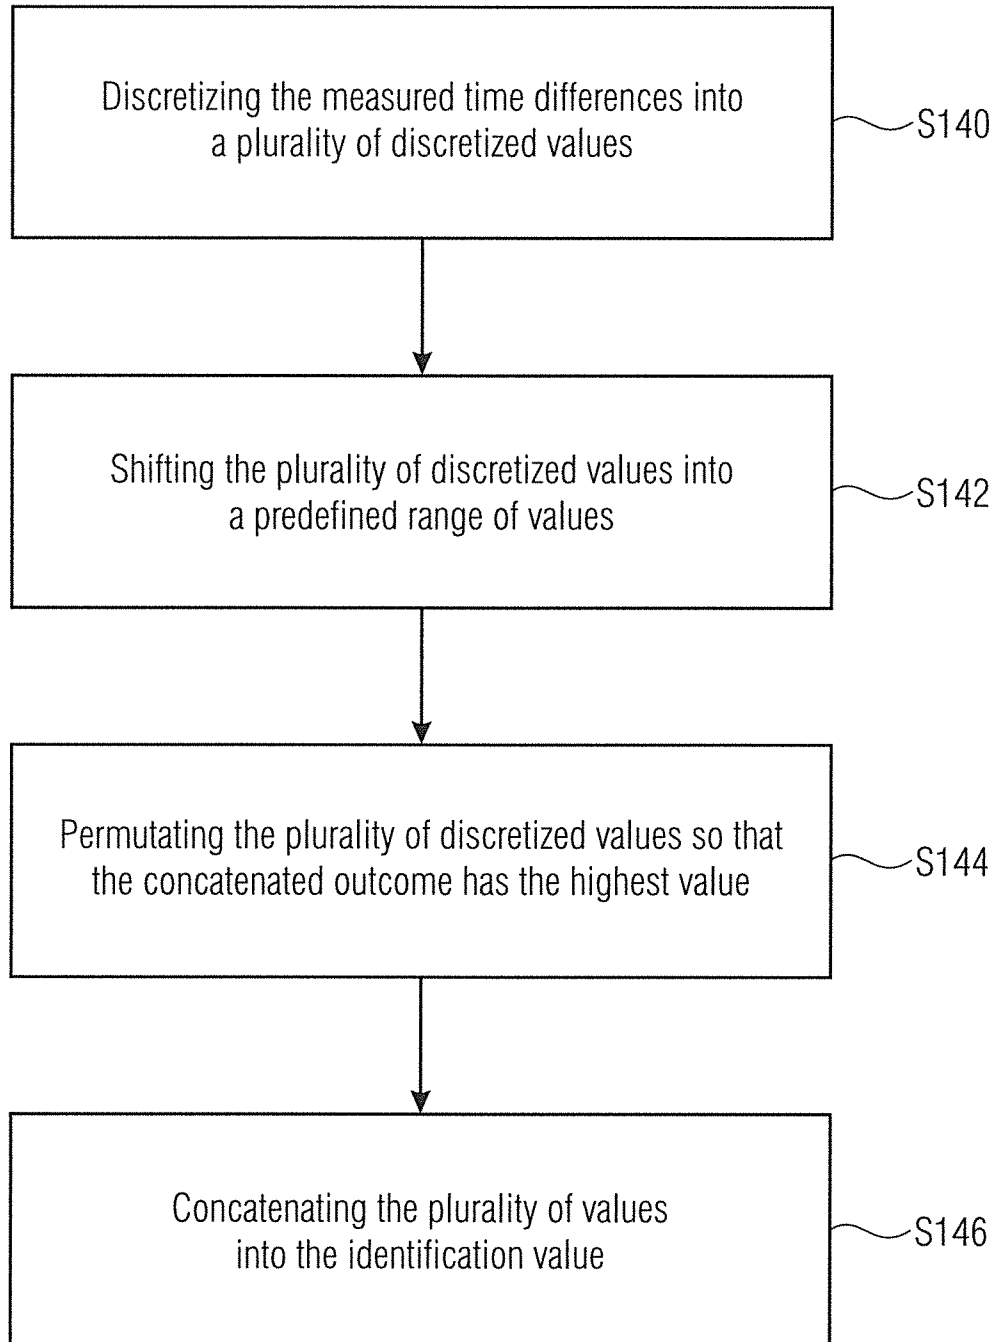 Discretizing the measured time differences into
a plurality of discretized values
S140
Shifting the plurality of discretized values into
a predefined range of values
S142
Permutating the plurality of discretized values so that
the concatenated outcome has the highest value
S144
Concatenating the plurality of values
into the identification value
S146